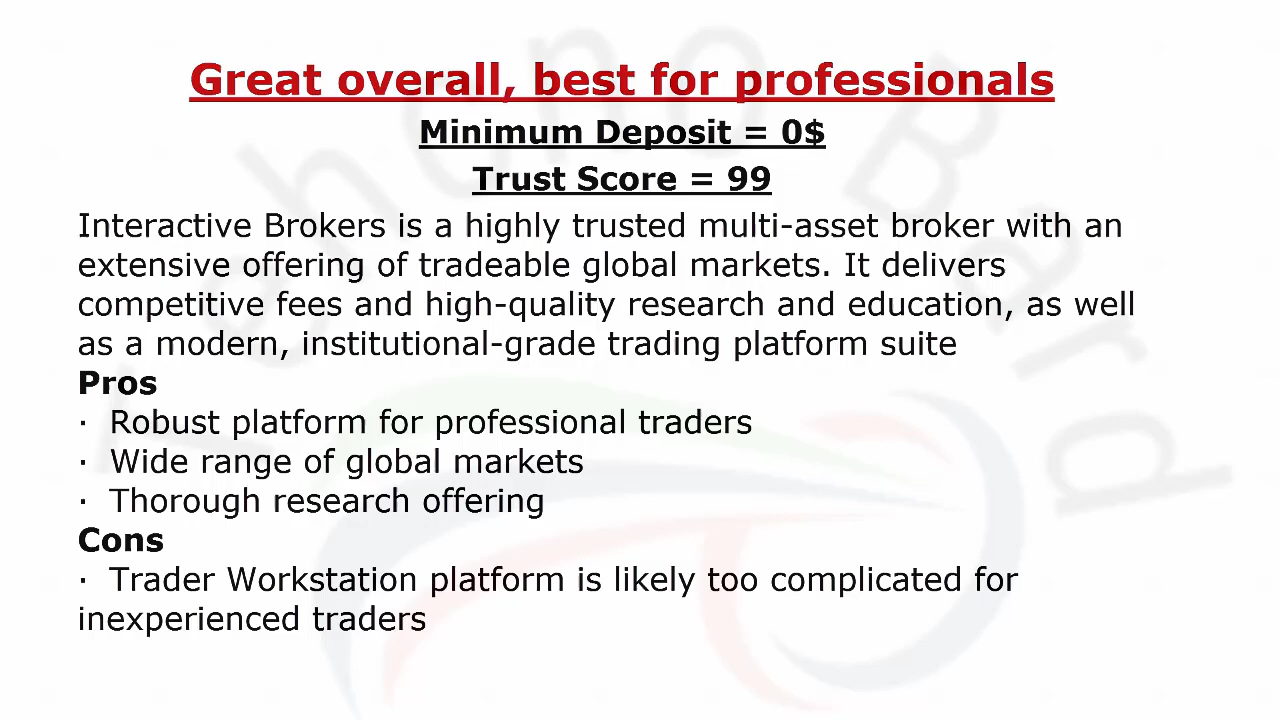 Great overall, best for professionals
Minimum Deposit = 0$
Trust Score = 99
Interactive Brokers is a highly trusted multi-asset broker with an
extensive offering of tradeable global markets. It delivers
competitive fees and high-quality research and education, as well
as a modern, institutional-grade trading platform suite
Pros
· Robust platform for professional traders
· Wide range of global markets
· Thorough research offering
Cons
· Trader Workstation platform is likely too complicated for
inexperienced traders